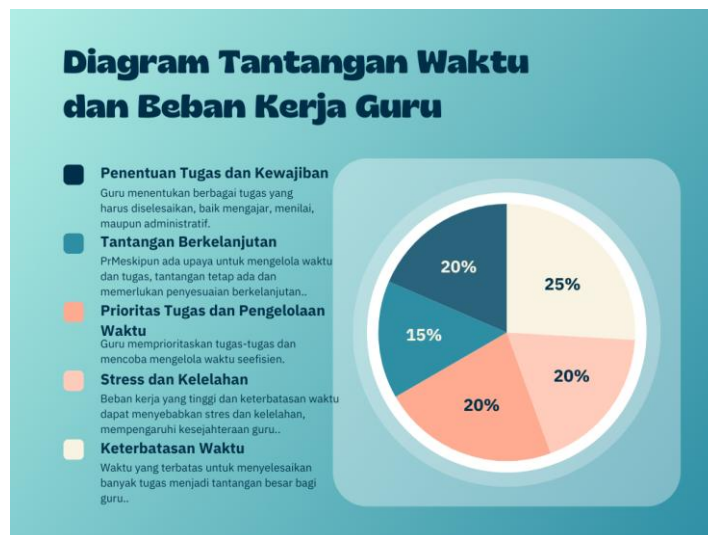 Diagram Tantangan Waktu
dan Beban Kerja Guru
Penentuan Tugas dan Kewajiban
Guru menentukan berbagai tugas yang
harus diselesaikan, baik mengajar, menilai,
maupun administratif.
Tantangan Berkelanjutan
PrMeskipun ada upaya untuk mengelola waktu
dan tugas, tantangan tetap ada dan
memerlukan penyesuaian berkelanjutan..
Prioritas Tugas dan Pengelolaan
Waktu
Guru memprioritaskan tugas-tugas dan
mencoba mengelola waktu seefisien.
Stress dan Kelelahan
Beban kerja yang tinggi dan keterbatasan waktu
dapat menyebabkan stres dan kelelahan,
mempengaruhi kesejahteraan guru..
Keterbatasan Waktu
Waktu yang terbatas untuk menyelesaikan
banyak tugas menjadi tantangan besar bagi
guru..
20%
25%
15%
20%
20%